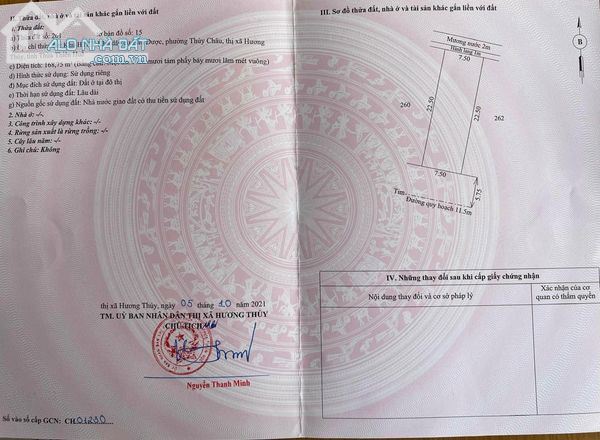 II. Thửa đất, nhà ở và tài sản khác gắn liền với đất
1. Thửa đất:
a) Thửa đất số: 261 tờ bản đồ số: 15
ALO NHÀ ĐẤT
b) Địa chỉ thửa Dược, phường Thủy Châu, thị xã Hương
c) Diện tích: 168,75 m² mươi tám phẩy bảy mươi lăm mét vuông)
d) Hình thức sử dụng: Sử dụng riêng
đ) Mục đích sử dụng: Đất ở tại đô thị
e) Thời hạn sử dụng đất: Lâu dài
g) Nguồn gốc sử dụng đất: Nhà nước giao đất có thu tiền sử dụng đất
2. Nhà ở: -/-
3. Công trình xây dựng khác: -/-
4. Rừng sản xuất là rừng trồng: -/-
5. Cây lâu năm: -/-
6. Ghi chú: Không
thị xã Hương Thủy, ngày 05 tháng 10 năm 2021
TM. UỶ BAN NHÂN DÂN THỊ XÃ HƯƠNG THỦY
CHỦ TỊCH
Nguyễn Thanh Minh
Số vào sổ cấp GCN: CH 01230
III. Sơ đồ thửa đất, nhà ở và tài sản khác gắn liền với đất
B
Mương nước 2m
Hành lang 1m
7.50
22.50
22.50
260
262
7.50
5.75
Tim
Đường quy hoạch 11.5m
IV. Những thay đổi sau khi cấp giấy chứng nhận
Nội dung thay đổi và cơ sở pháp lý
Xác nhận của cơ
quan có thẩm quyền